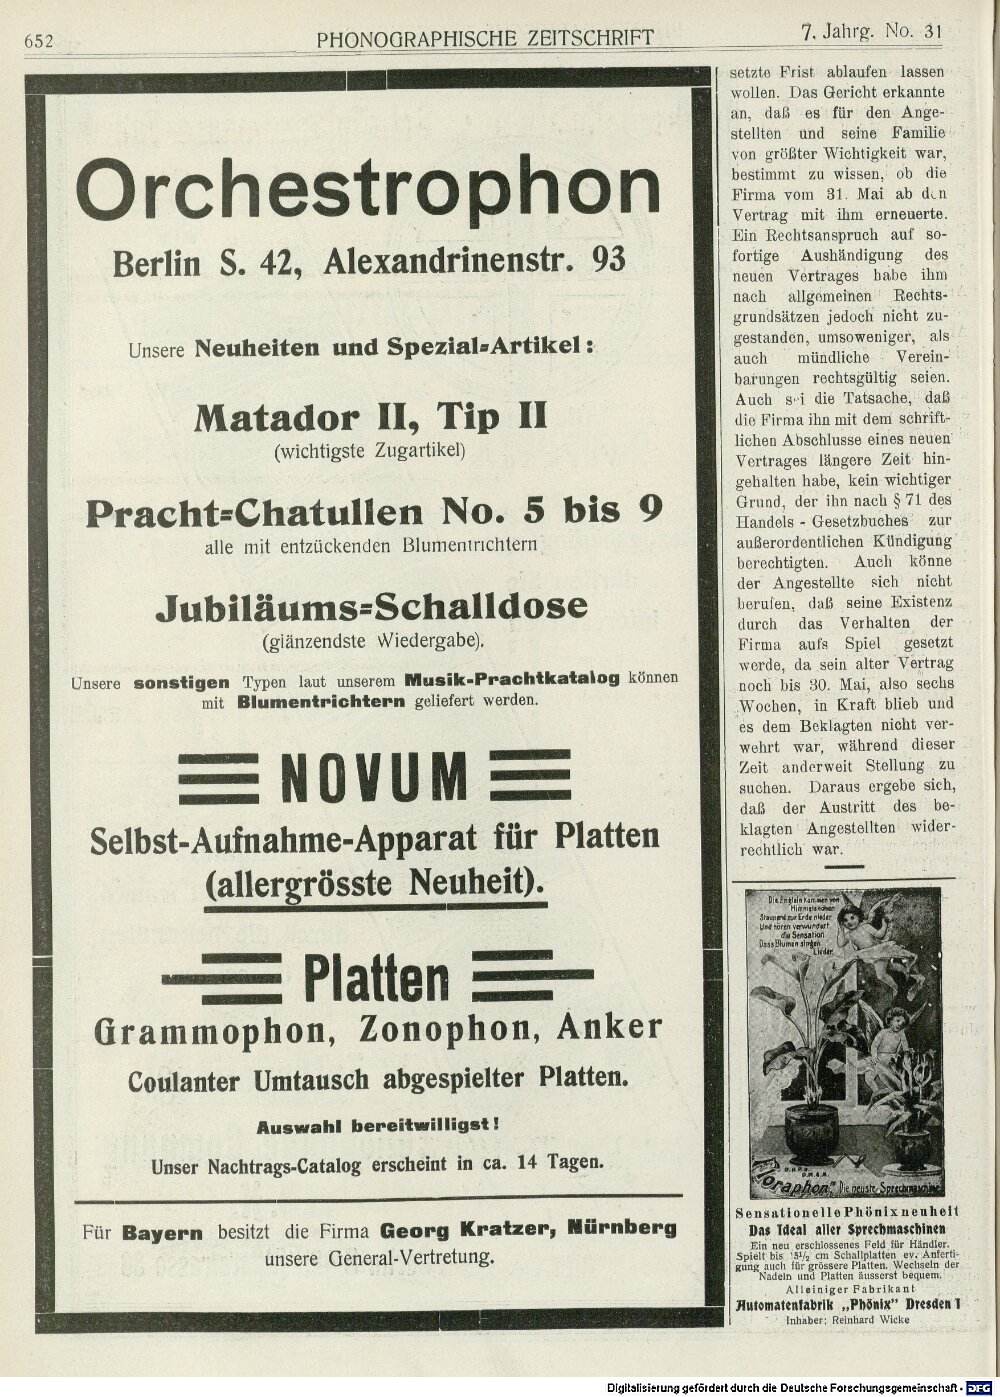 652
PHONOGRAPHISCHE ZEITSCHRIFT
7. Jahrg. No. 31
Orchestrophon
Berlin S. 42, Alexandrinenstr. 93
Unsere Neuheiten und Spezial=Artikel:
Matador II, Tip II
(wichtigste Zugartikel)
Pracht=Chatullen No. 5 bis 9
alle mit entzückenden Blumentrichtern
Jubiläums=Schalldose
(glänzendste Wiedergabe).
Unsere sonstigen Typen laut unserem Musik-Prachtkatalog können
mit Blumentrichtern geliefert werden.
NOVUM
Selbst-Aufnahme-Apparat für Platten
(allergrösste Neuheit).
Platten
Grammophon, Zonophon, Anker
Coulanter Umtausch abgespielter Platten.
Auswahl bereitwilligst!
Unser Nachtrags-Catalog erscheint in ca. 14 Tagen.
Für Bayern besitzt die Firma Georg Kratzer, Nürnberg
unsere General-Vertretung.
setzte Frist ablaufen lassen
wollen. Das Gericht erkannte
an, daß es für den Ange-
stellten und seine Familie
von größter Wichtigkeit war,
bestimmt zu wissen, ob die
Firma vom 31. Mai ab den
Vertrag mit ihm erneuerte.
Ein Rechtsanspruch auf so-
fortige Aushändigung des
neuen Vertrages habe ihm
nach allgemeinen Rechts-
grundsätzen jedoch nicht zu-
gestanden, umsoweniger, als
auch mündliche Verein-
barungen rechtsgültig seien.
Auch sei die Tatsache, daß
die Firma ihn mit dem schrift-
lichen Abschlusse eines neuen
Vertrages längere Zeit hin-
gehalten habe, kein wichtiger
Grund, der ihn nach § 71 des
Handels - Gesetzbuches zur
außerordentlichen Kündigung
berechtigten. Auch könne
der Angestellte sich nicht
berufen, daß seine Existenz
durch das Verhalten der
Firma aufs Spiel gesetzt
werde, da sein alter Vertrag
noch bis 30. Mai, also sechs
Wochen, in Kraft blieb und
es dem Beklagten nicht ver-
wehrt war, während dieser
Zeit anderweit Stellung zu
suchen. Daraus ergebe sich,
daß der Austritt des be-
klagten Angestellten wider-
rechtlich war.
Die Englein kommen von
Himmelshöhen
Staunend zur Erde nieder
Und hören verwundert
die Sensation
Dass Blumen singen
Lieder.
D.R.P.a.
D.R.G.M.
„Floraphon" Die neuste Sprechmaschine
Sensationelle Phönixneuheit
Das Ideal aller Sprechmaschinen
Ein neu erschlossenes Feld für Händler.
Spielt bis 15½ cm Schallplatten ev. Anferti-
gung auch für grössere Platten. Wechseln der
Nadeln und Platten äusserst bequem.
Alleiniger Fabrikant
Automatenfabrik „Phönix" Dresden 1
Inhaber: Reinhard Wicke
Digitalisierung gefördert durch die Deutsche Forschungsgemeinschaft - DFG